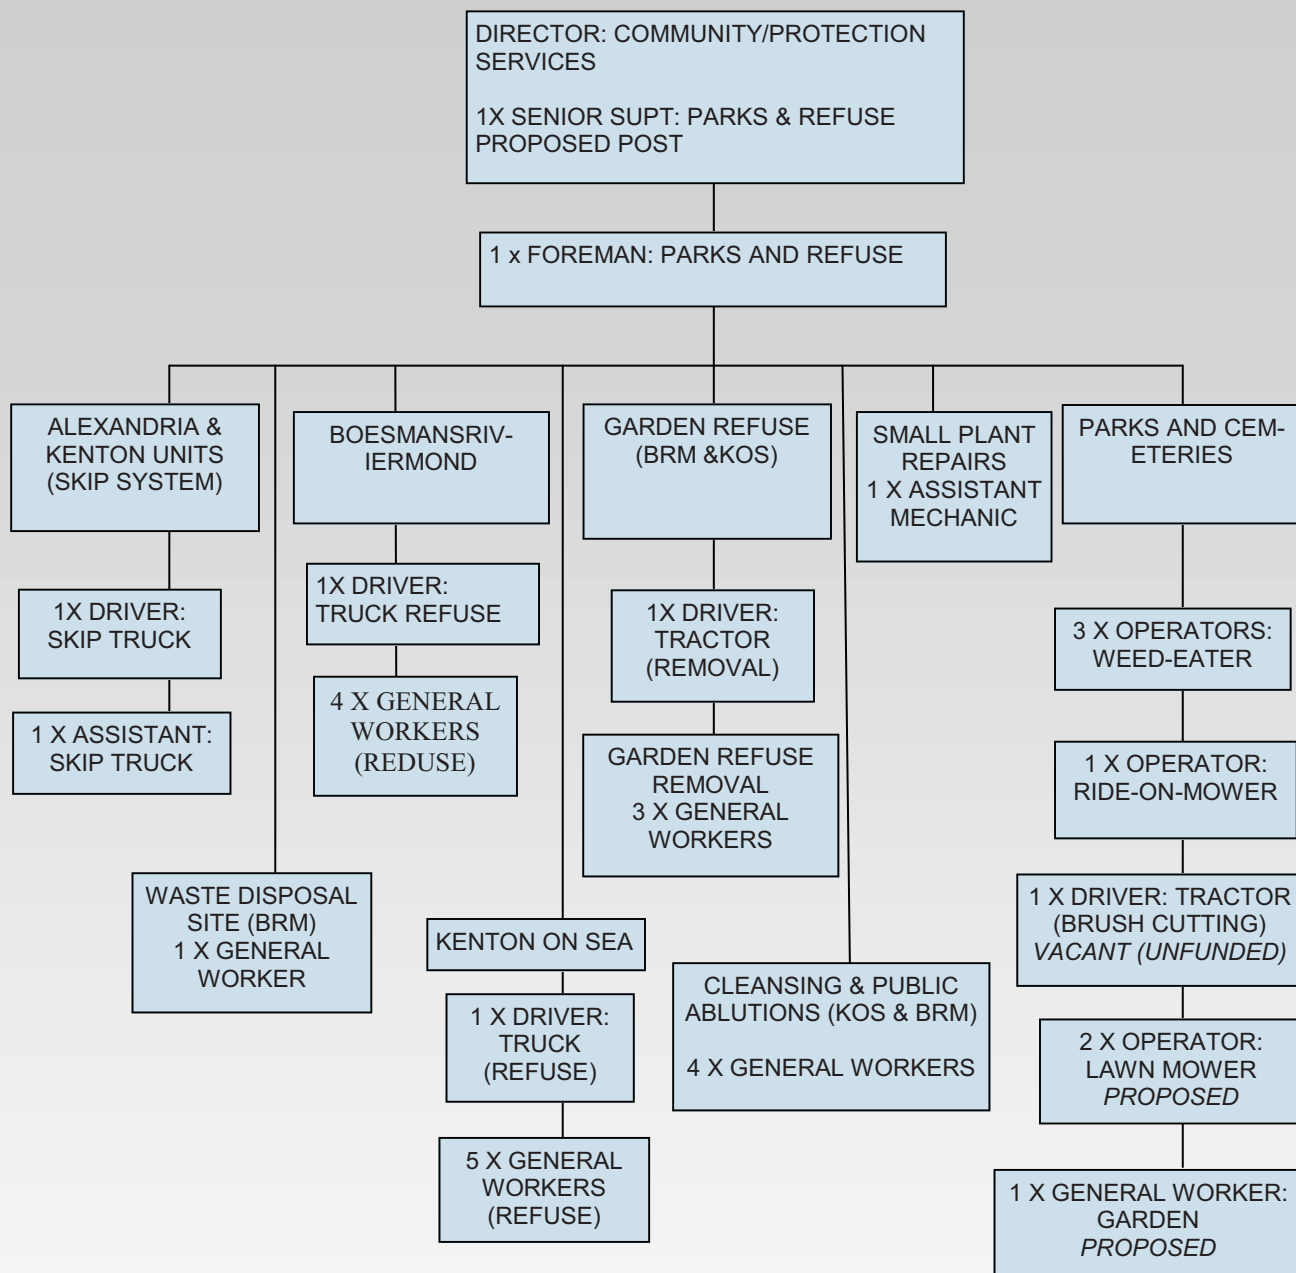 DIRECTOR: COMMUNITY/PROTECTION
SERVICES
1X SENIOR SUPT: PARKS & REFUSE
PROPOSED POST
1 x FOREMAN: PARKS AND REFUSE
ALEXANDRIA &
KENTON UNITS
(SKIP SYSTEM)
1X DRIVER:
SKIP TRUCK
1 X ASSISTANT:
SKIP TRUCK
WASTE DISPOSAL
SITE (BRM)
1 X GENERAL
WORKER
BOESMANSRIV-
IERMOND
1X DRIVER:
TRUCK REFUSE
4 X GENERAL
WORKERS
(REDUSE)
KENTON ON SEA
1 X DRIVER:
TRUCK
(REFUSE)
5 X GENERAL
WORKERS
(REFUSE)
GARDEN REFUSE
(BRM &KOS)
1X DRIVER:
TRACTOR
(REMOVAL)
GARDEN REFUSE
REMOVAL
3 X GENERAL
WORKERS
CLEANSING & PUBLIC
ABLUTIONS (KOS & BRM)
4 X GENERAL WORKERS
SMALL PLANT
REPAIRS
1 X ASSISTANT
MECHANIC
PARKS AND CEM-
ETERIES
3 X OPERATORS:
WEED-EATER
1 X OPERATOR:
RIDE-ON-MOWER
1 X DRIVER: TRACTOR
(BRUSH CUTTING)
VACANT (UNFUNDED)
2 X OPERATOR:
LAWN MOWER
PROPOSED
1 X GENERAL WORKER:
GARDEN
PROPOSED